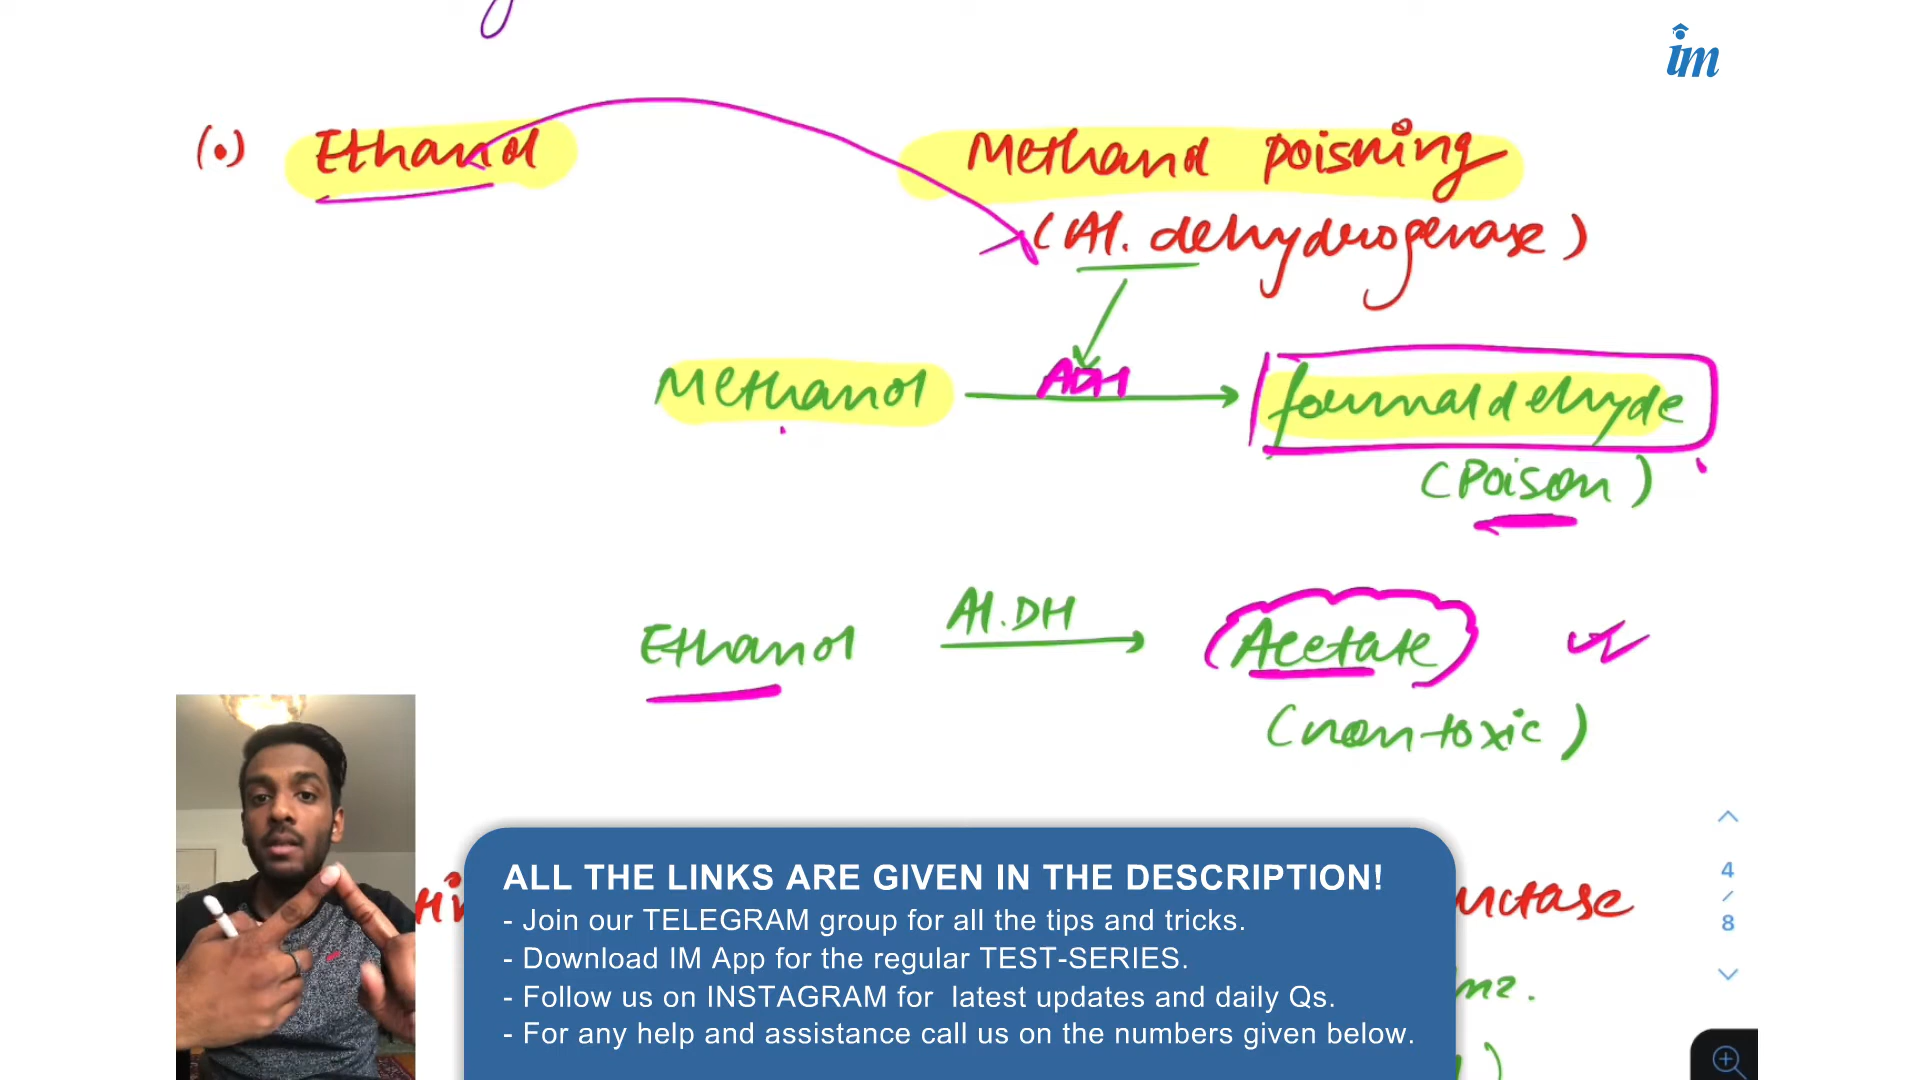 im
(•) Ethanol Methanol poisning
(Al. dehydrogenase)
Methanol ADH formaldehyde
(Poison)
Al.DH
Ethanol Acetate
(non-toxic)
ALL THE LINKS ARE GIVEN IN THE DESCRIPTION!
- Join our TELEGRAM group for all the tips and tricks.
- Download IM App for the regular TEST-SERIES.
- Follow us on INSTAGRAM for latest updates and daily Qs.
- For any help and assistance call us on the numbers given below.
4
/
8